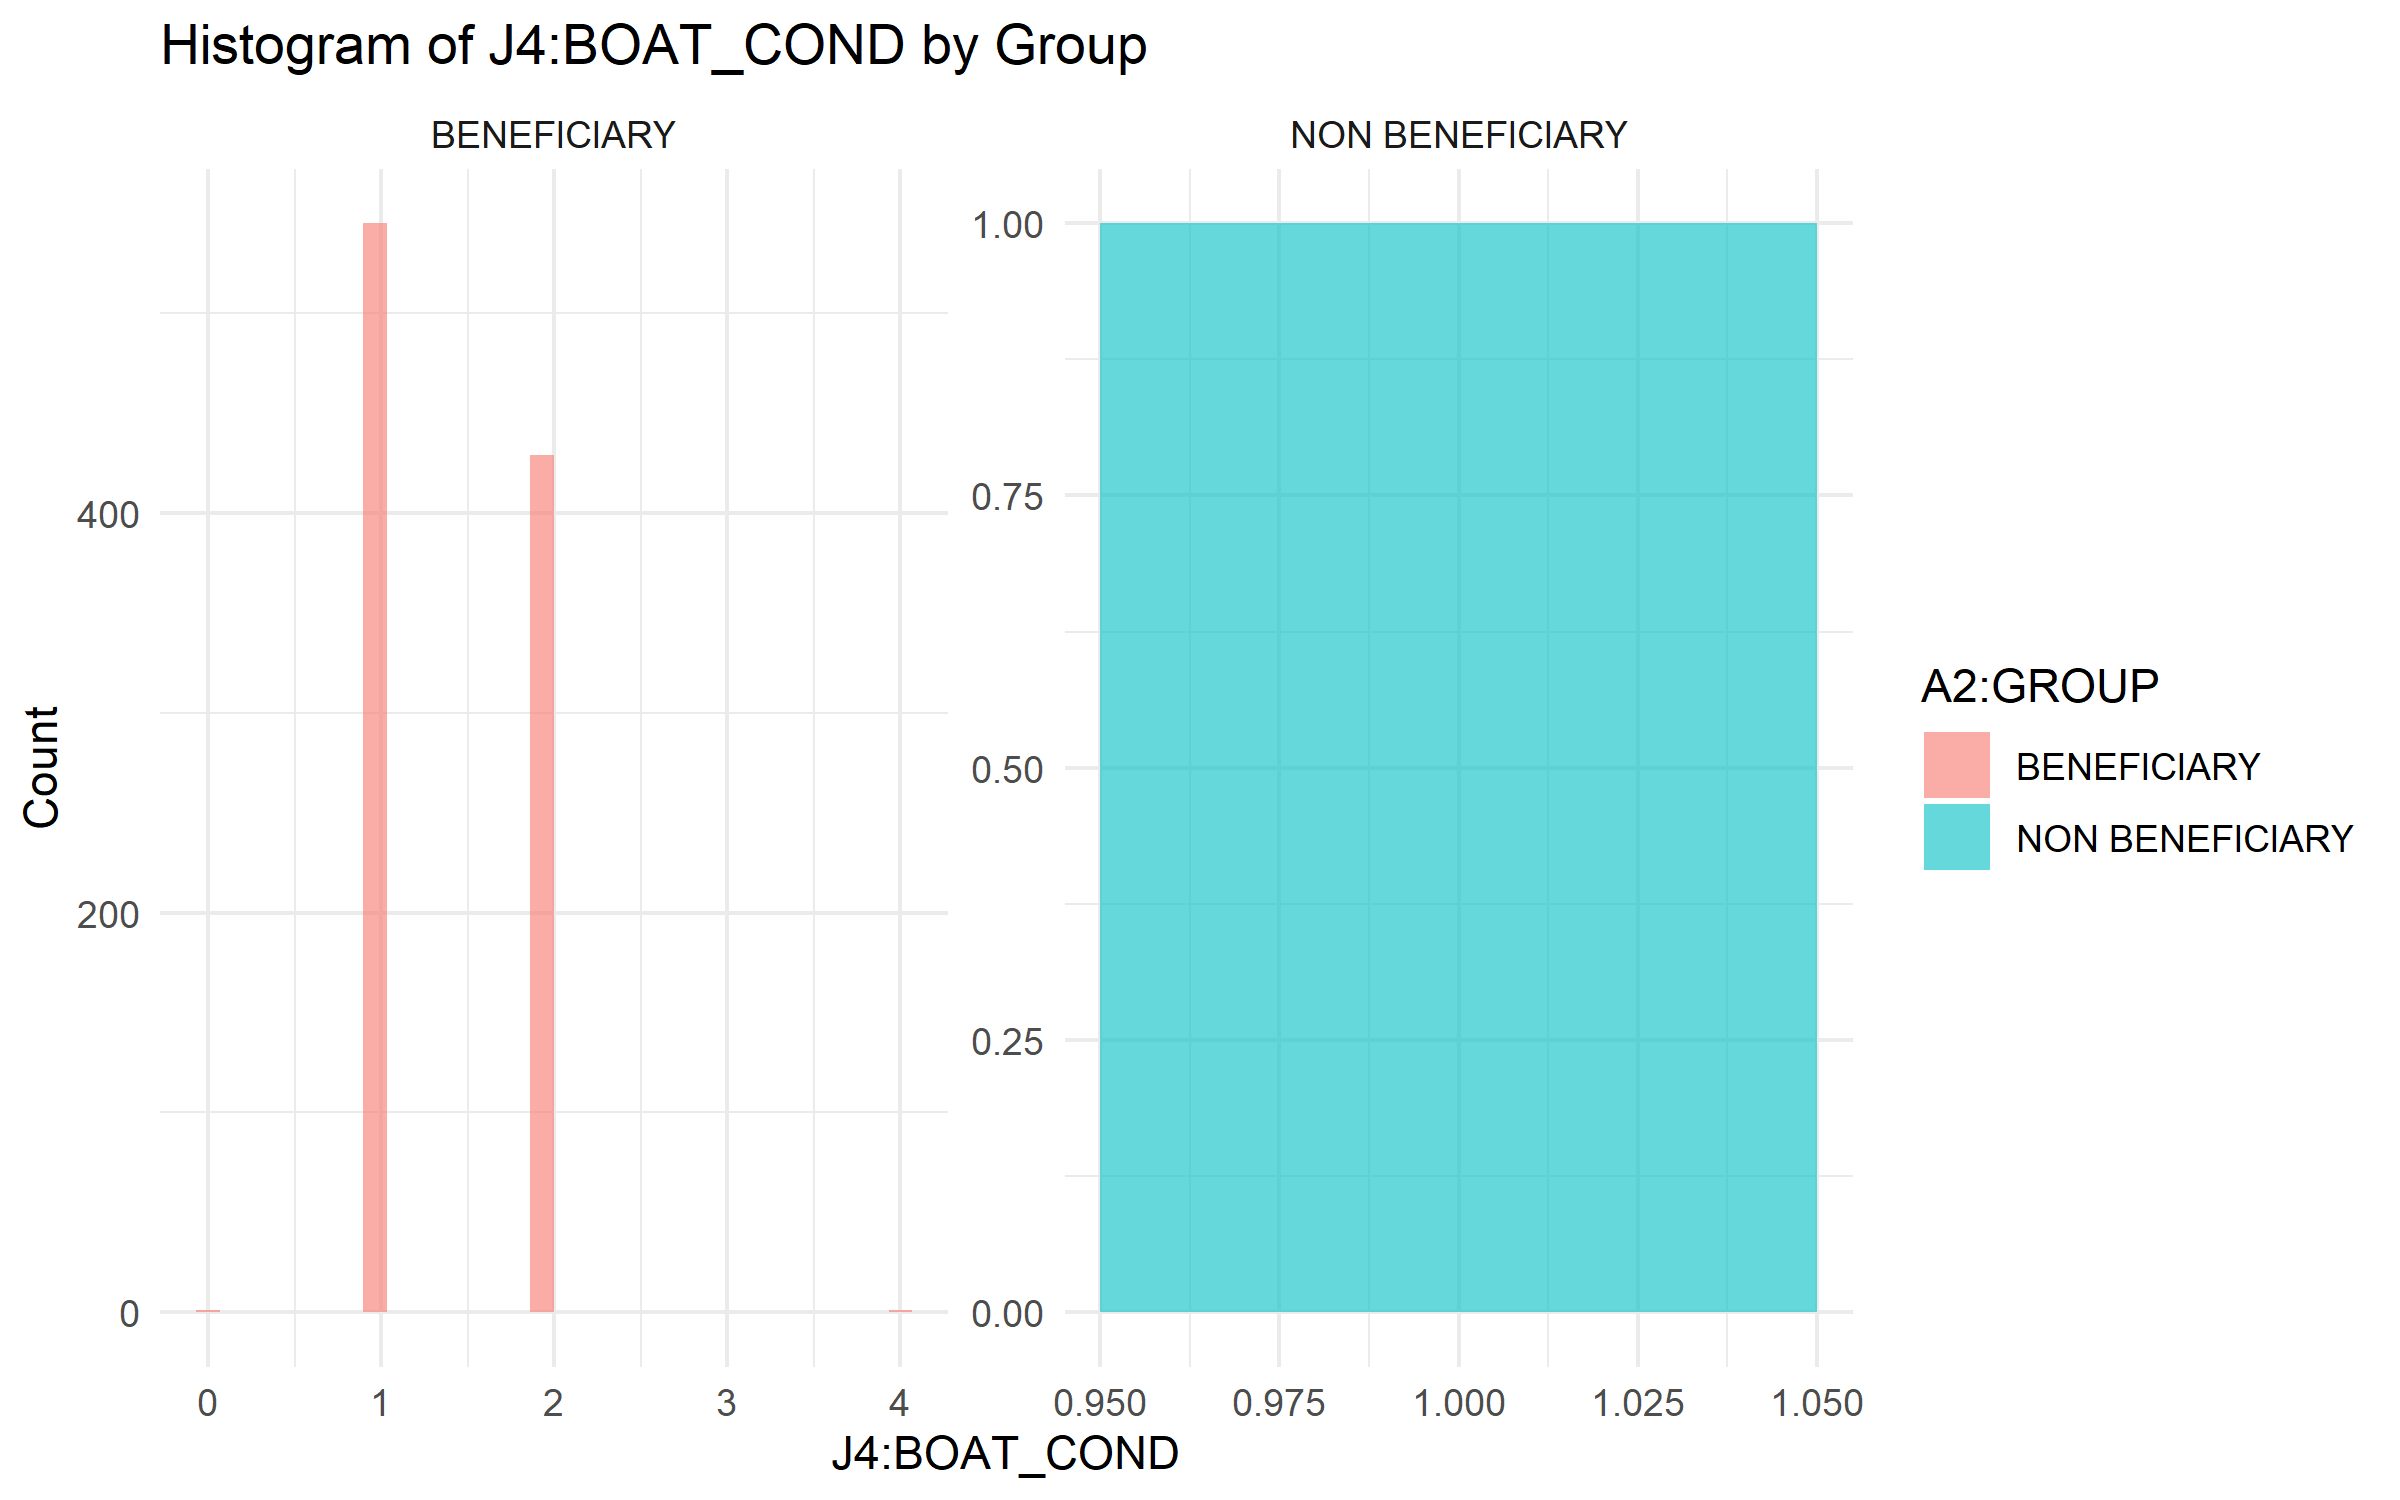 Histogram of J4:BOAT_COND by Group
BENEFICIARY
NON BENEFICIARY
Count
400
200
0
1.00
0.75
0.50
0.25
0.00
0 1 2 3 4
0.950 0.975 1.000 1.025 1.050
J4:BOAT_COND
A2:GROUP
BENEFICIARY
NON BENEFICIARY